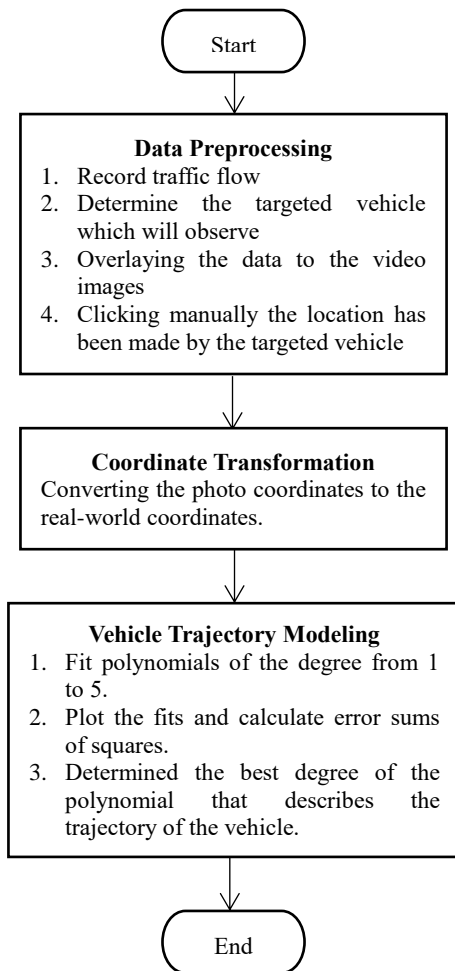 Start
Data Preprocessing
1. Record traffic flow
2. Determine the targeted vehicle
which will observe
3. Overlaying the data to the video
images
4. Clicking manually the location has
been made by the targeted vehicle
Coordinate Transformation
Converting the photo coordinates to the
real-world coordinates.
Vehicle Trajectory Modeling
1. Fit polynomials of the degree from 1
to 5.
2. Plot the fits and calculate error sums
of squares.
3. Determined the best degree of the
polynomial that describes the
trajectory of the vehicle.
End